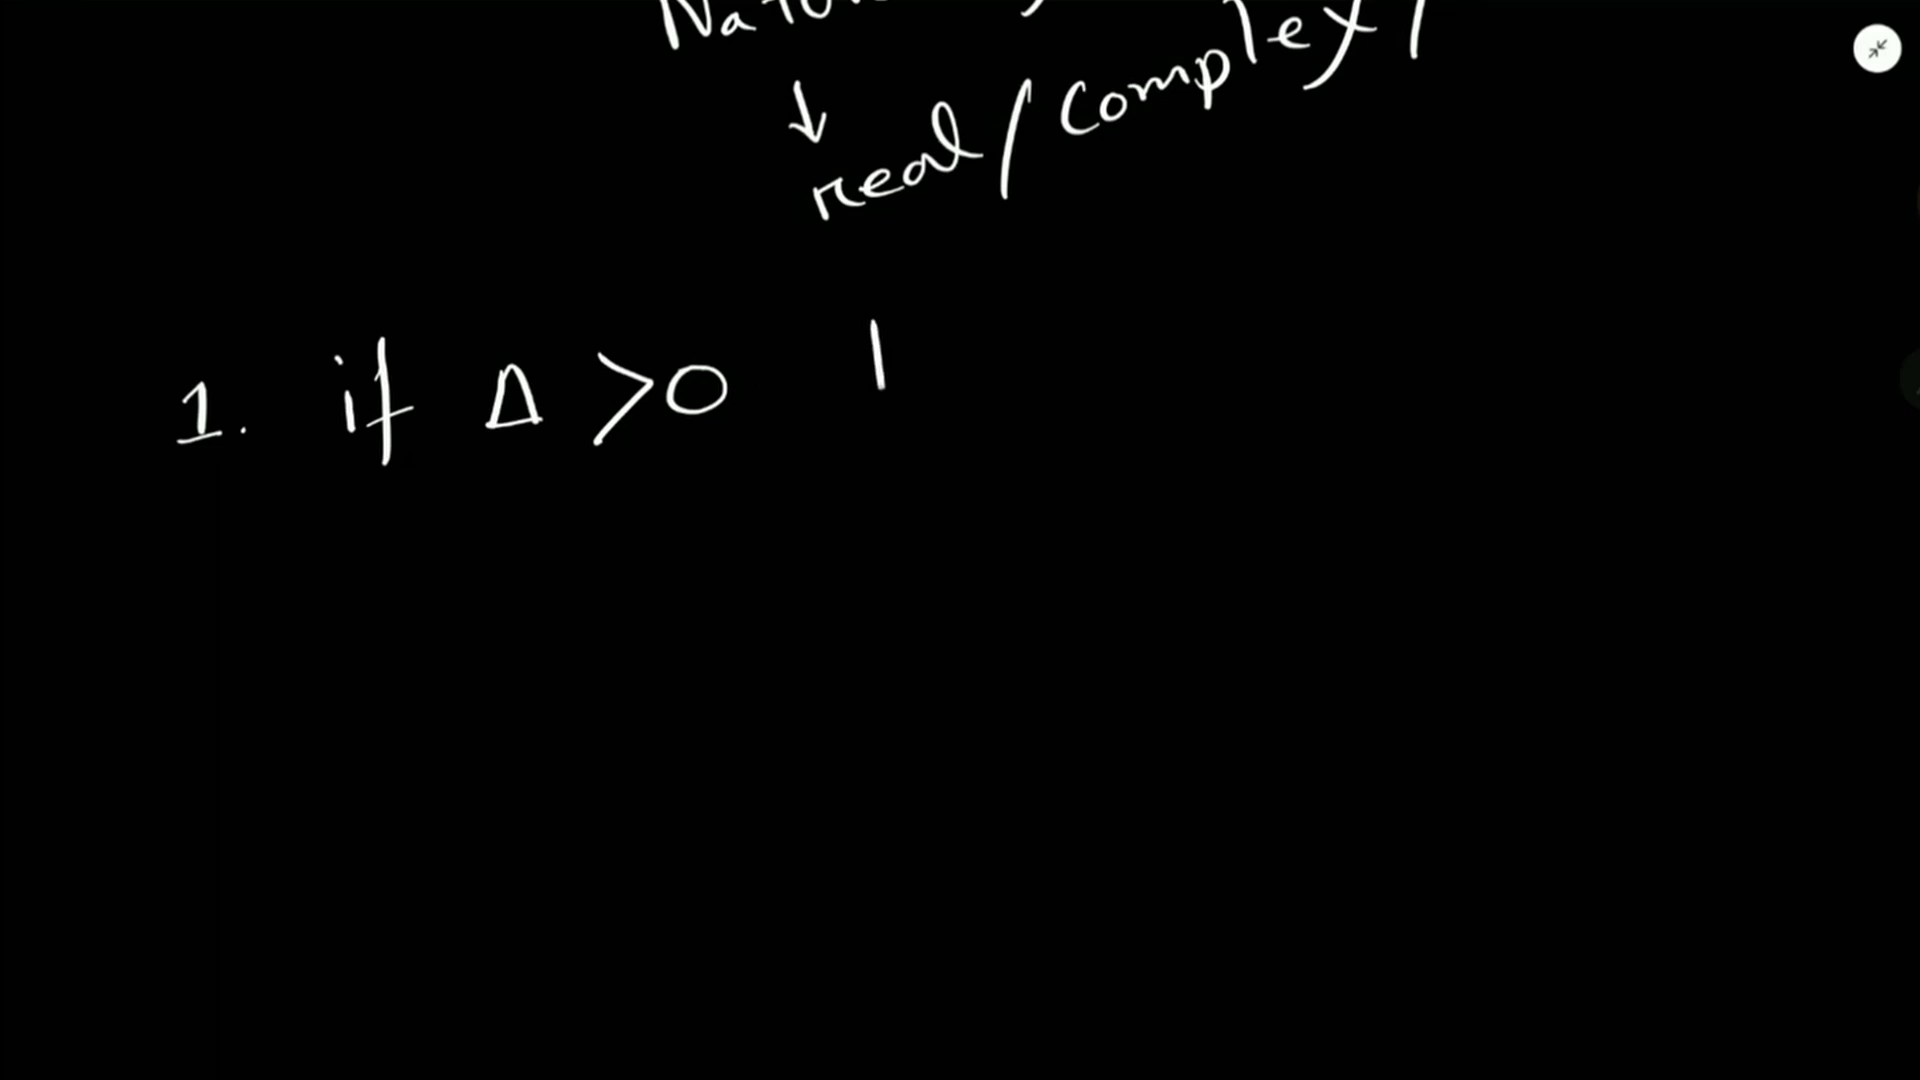 ↓
real/Complex/
1. if Δ >0 |